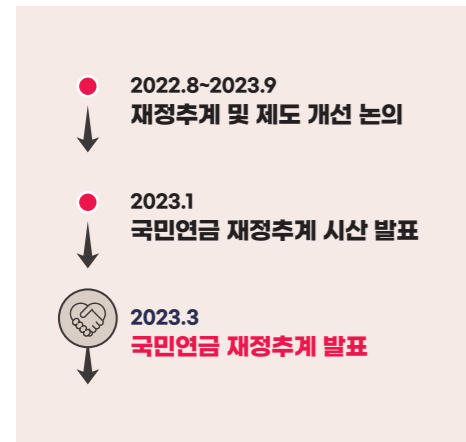 2022.8~2023.9
재정추계 및 제도 개선 논의
2023.1
국민연금 재정추계 시산 발표
2023.3
국민연금 재정추계 발표